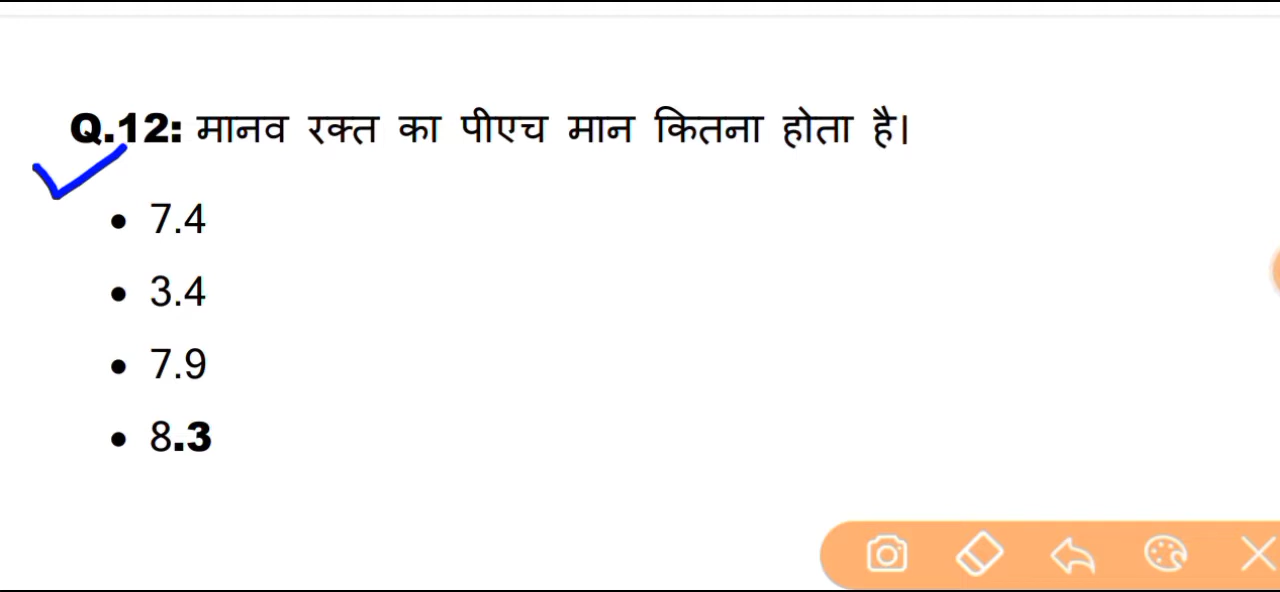 Q.12: मानव रक्त का पीएच मान कितना होता है।
• 7.4
• 3.4
• 7.9
• 8.3